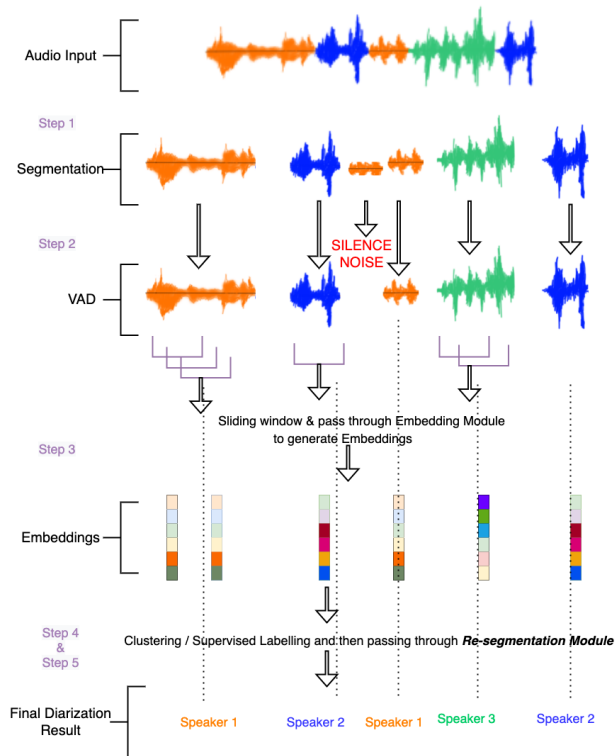 Audio Input
Step 1
Segmentation
Step 2
SILENCE
NOISE
VAD
Sliding window & pass through Embedding Module
to generate Embeddings
Step 3
Embeddings
Step 4
&
Step 5
Clustering / Supervised Labelling and then passing through Re-segmentation Module
Final Diarization
Result
Speaker 1
Speaker 2
Speaker 1
Speaker 3
Speaker 2